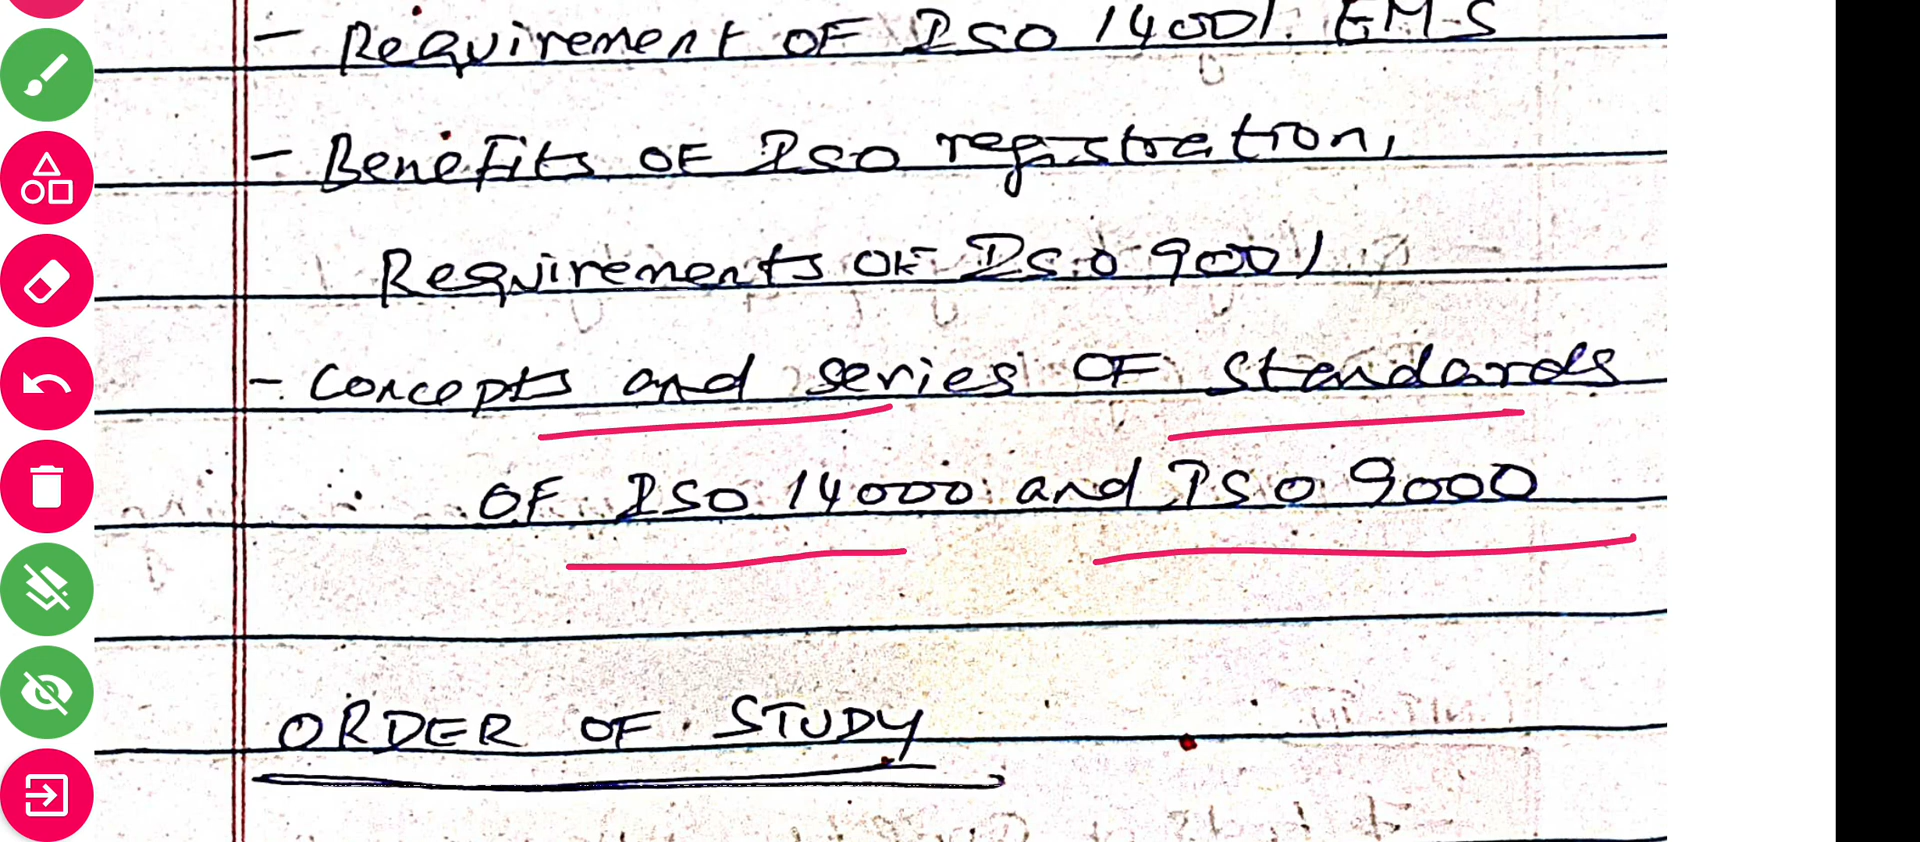 - Requirement OF ISO 14001. EMS
- Benefits OF ISO registration,
Requirements OF ISO 9001
- Concepts and series OF Standards
OF ISO 14000 and ISO 9000
ORDER OF STUDY